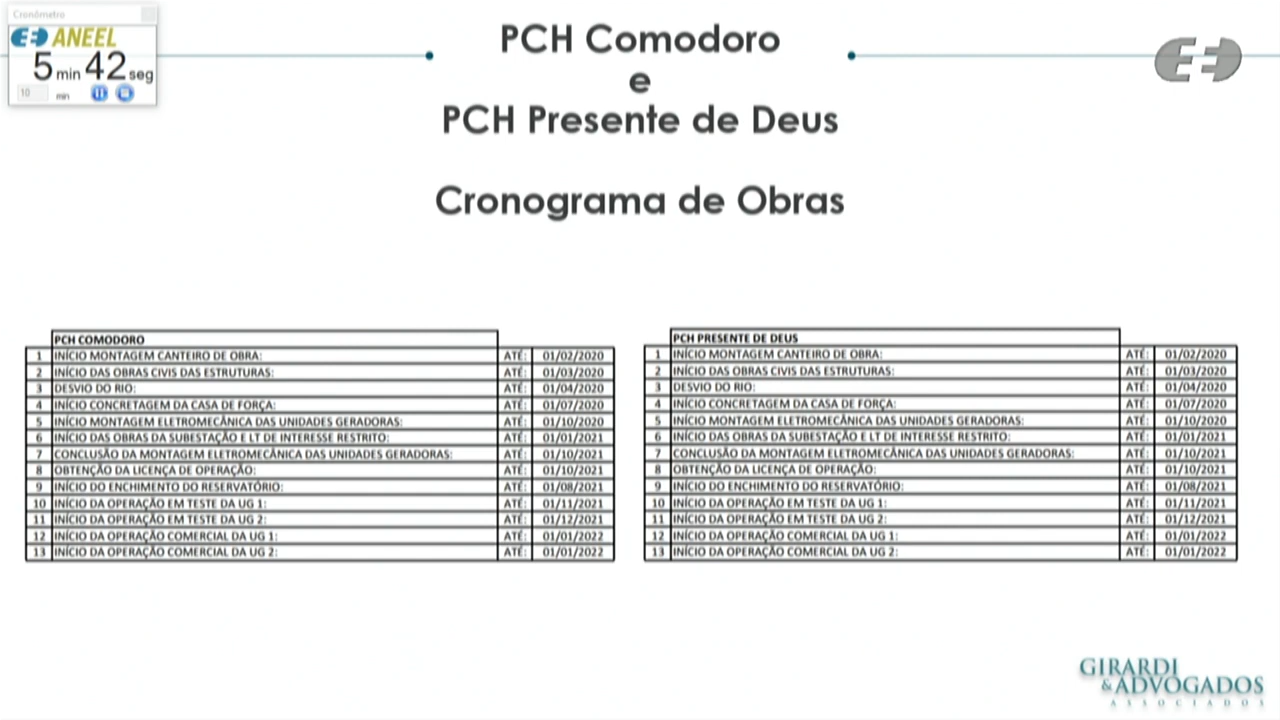 Cronômetro
ANEEL
5 min 42 seg
10 min
PCH Comodoro
e
PCH Presente de Deus
Cronograma de Obras
PCH COMODORO
1 INÍCIO MONTAGEM CANTEIRO DE OBRA: ATÉ: 01/02/2020
2 INÍCIO DAS OBRAS CIVIS DAS ESTRUTURAS: ATÉ: 01/03/2020
3 DESVIO DO RIO: ATÉ: 01/04/2020
4 INÍCIO CONCRETAGEM DA CASA DE FORÇA: ATÉ: 01/07/2020
5 INÍCIO MONTAGEM ELETROMECÂNICA DAS UNIDADES GERADORAS: ATÉ: 01/10/2020
6 INÍCIO DAS OBRAS DA SUBESTAÇÃO E LT DE INTERESSE RESTRITO: ATÉ: 01/01/2021
7 CONCLUSÃO DA MONTAGEM ELETROMECÂNICA DAS UNIDADES GERADORAS: ATÉ: 01/10/2021
8 OBTENÇÃO DA LICENÇA DE OPERAÇÃO: ATÉ: 01/10/2021
9 INÍCIO DO ENCHIMENTO DO RESERVATÓRIO: ATÉ: 01/08/2021
10 INÍCIO DA OPERAÇÃO EM TESTE DA UG 1: ATÉ: 01/11/2021
11 INÍCIO DA OPERAÇÃO EM TESTE DA UG 2: ATÉ: 01/12/2021
12 INÍCIO DA OPERAÇÃO COMERCIAL DA UG 1: ATÉ: 01/01/2022
13 INÍCIO DA OPERAÇÃO COMERCIAL DA UG 2: ATÉ: 01/01/2022
PCH PRESENTE DE DEUS
1 INÍCIO MONTAGEM CANTEIRO DE OBRA: ATÉ: 01/02/2020
2 INÍCIO DAS OBRAS CIVIS DAS ESTRUTURAS: ATÉ: 01/03/2020
3 DESVIO DO RIO: ATÉ: 01/04/2020
4 INÍCIO CONCRETAGEM DA CASA DE FORÇA: ATÉ: 01/07/2020
5 INÍCIO MONTAGEM ELETROMECÂNICA DAS UNIDADES GERADORAS: ATÉ: 01/10/2020
6 INÍCIO DAS OBRAS DA SUBESTAÇÃO E LT DE INTERESSE RESTRITO: ATÉ: 01/01/2021
7 CONCLUSÃO DA MONTAGEM ELETROMECÂNICA DAS UNIDADES GERADORAS: ATÉ: 01/10/2021
8 OBTENÇÃO DA LICENÇA DE OPERAÇÃO: ATÉ: 01/10/2021
9 INÍCIO DO ENCHIMENTO DO RESERVATÓRIO: ATÉ: 01/08/2021
10 INÍCIO DA OPERAÇÃO EM TESTE DA UG 1: ATÉ: 01/11/2021
11 INÍCIO DA OPERAÇÃO EM TESTE DA UG 2: ATÉ: 01/12/2021
12 INÍCIO DA OPERAÇÃO COMERCIAL DA UG 1: ATÉ: 01/01/2022
13 INÍCIO DA OPERAÇÃO COMERCIAL DA UG 2: ATÉ: 01/01/2022
GIRARDI
&ADVOGADOS
ASSOCIADOS